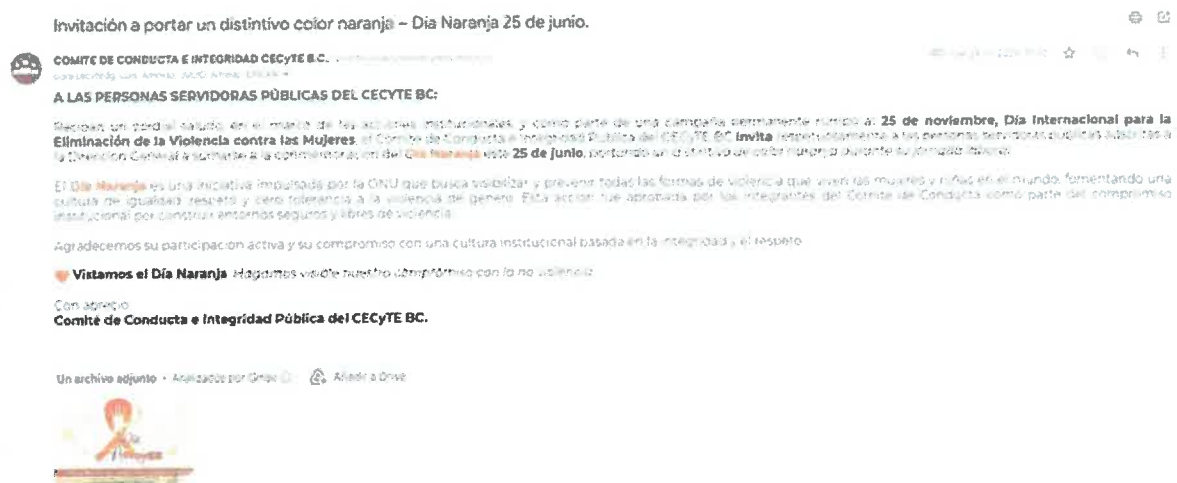 Invitación a portar un distintivo color naranja – Día Naranja 25 de junio.
COMITE DE CONDUCTA E INTEGRIDAD CECyTE B.C.
A LAS PERSONAS SERVIDORAS PÚBLICAS DEL CECYTE BC:
Reciban un cordial saludo, en el marco de las acciones institucionales, y como parte de una campaña permanente rumbo al 25 de noviembre, Día Internacional para la
Eliminación de la Violencia contra las Mujeres, el Comité de Conducta e Integridad Pública del CECyTE BC invita respetuosamente a las personas servidoras públicas adscritas a
la Dirección General a sumarse a la conmemoración del Día Naranja este 25 de junio, portando un distintivo de color naranja durante su jornada laboral.
El Día Naranja es una iniciativa impulsada por la ONU que busca visibilizar y prevenir todas las formas de violencia que viven las mujeres y niñas en el mundo, fomentando una
cultura de igualdad, respeto y cero tolerancia a la violencia de género. Esta acción fue aprobada por los integrantes del Comité de Conducta como parte del compromiso
institucional por construir entornos seguros y libres de violencia.
Agradecemos su participación activa y su compromiso con una cultura institucional basada en la integridad y el respeto.
🧡 Vistamos el Día Naranja. Hagamos visible nuestro compromiso con la no violencia.
Con aprecio
Comité de Conducta e Integridad Pública del CECyTE BC.
Un archivo adjunto • Analizados por Gmail Añadir a Drive
Día
Naranja